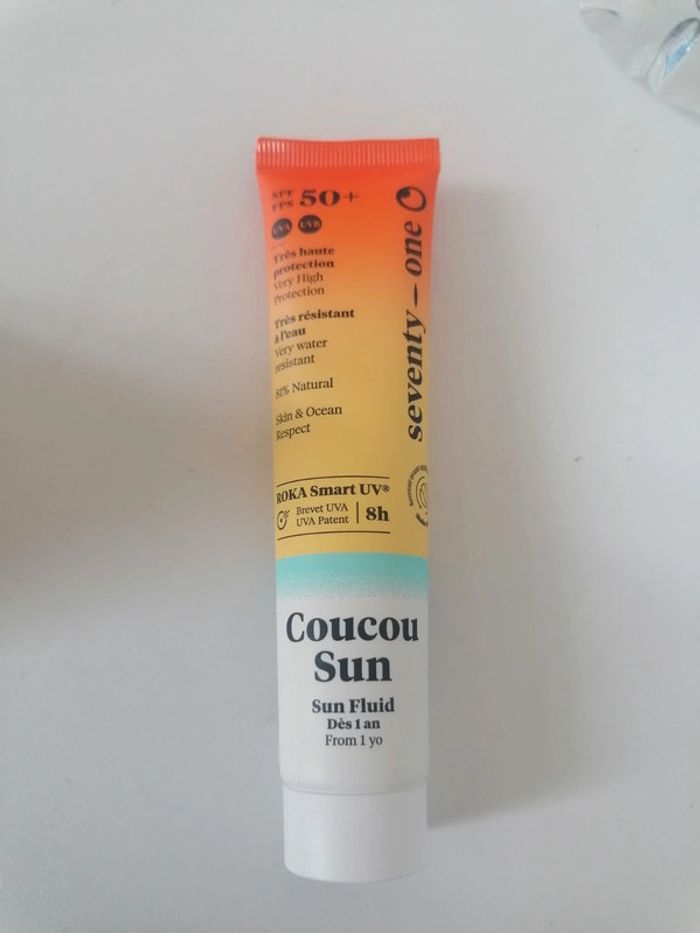 SPF
FPS 50+
UVA UVB
Très haute
protection
Very High
Protection
Très résistant
à l'eau
Very water
resistant
81% Natural
Skin & Ocean
Respect
seventy—one
ROKA Smart UV®
Brevet UVA
UVA Patent
8h
Coucou
Sun
Sun Fluid
Dès 1 an
From 1 yo